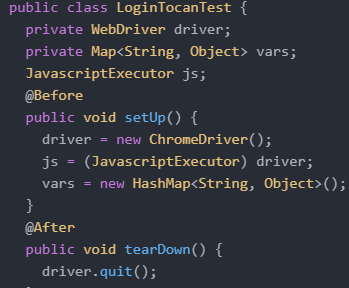 public class LoginTocanTest {
private WebDriver driver;
private Map<String, Object> vars;
JavascriptExecutor js;
@Before
public void setUp() {
driver = new ChromeDriver();
js = (JavascriptExecutor) driver;
vars = new HashMap<String, Object>();
}
@After
public void tearDown() {
driver.quit();